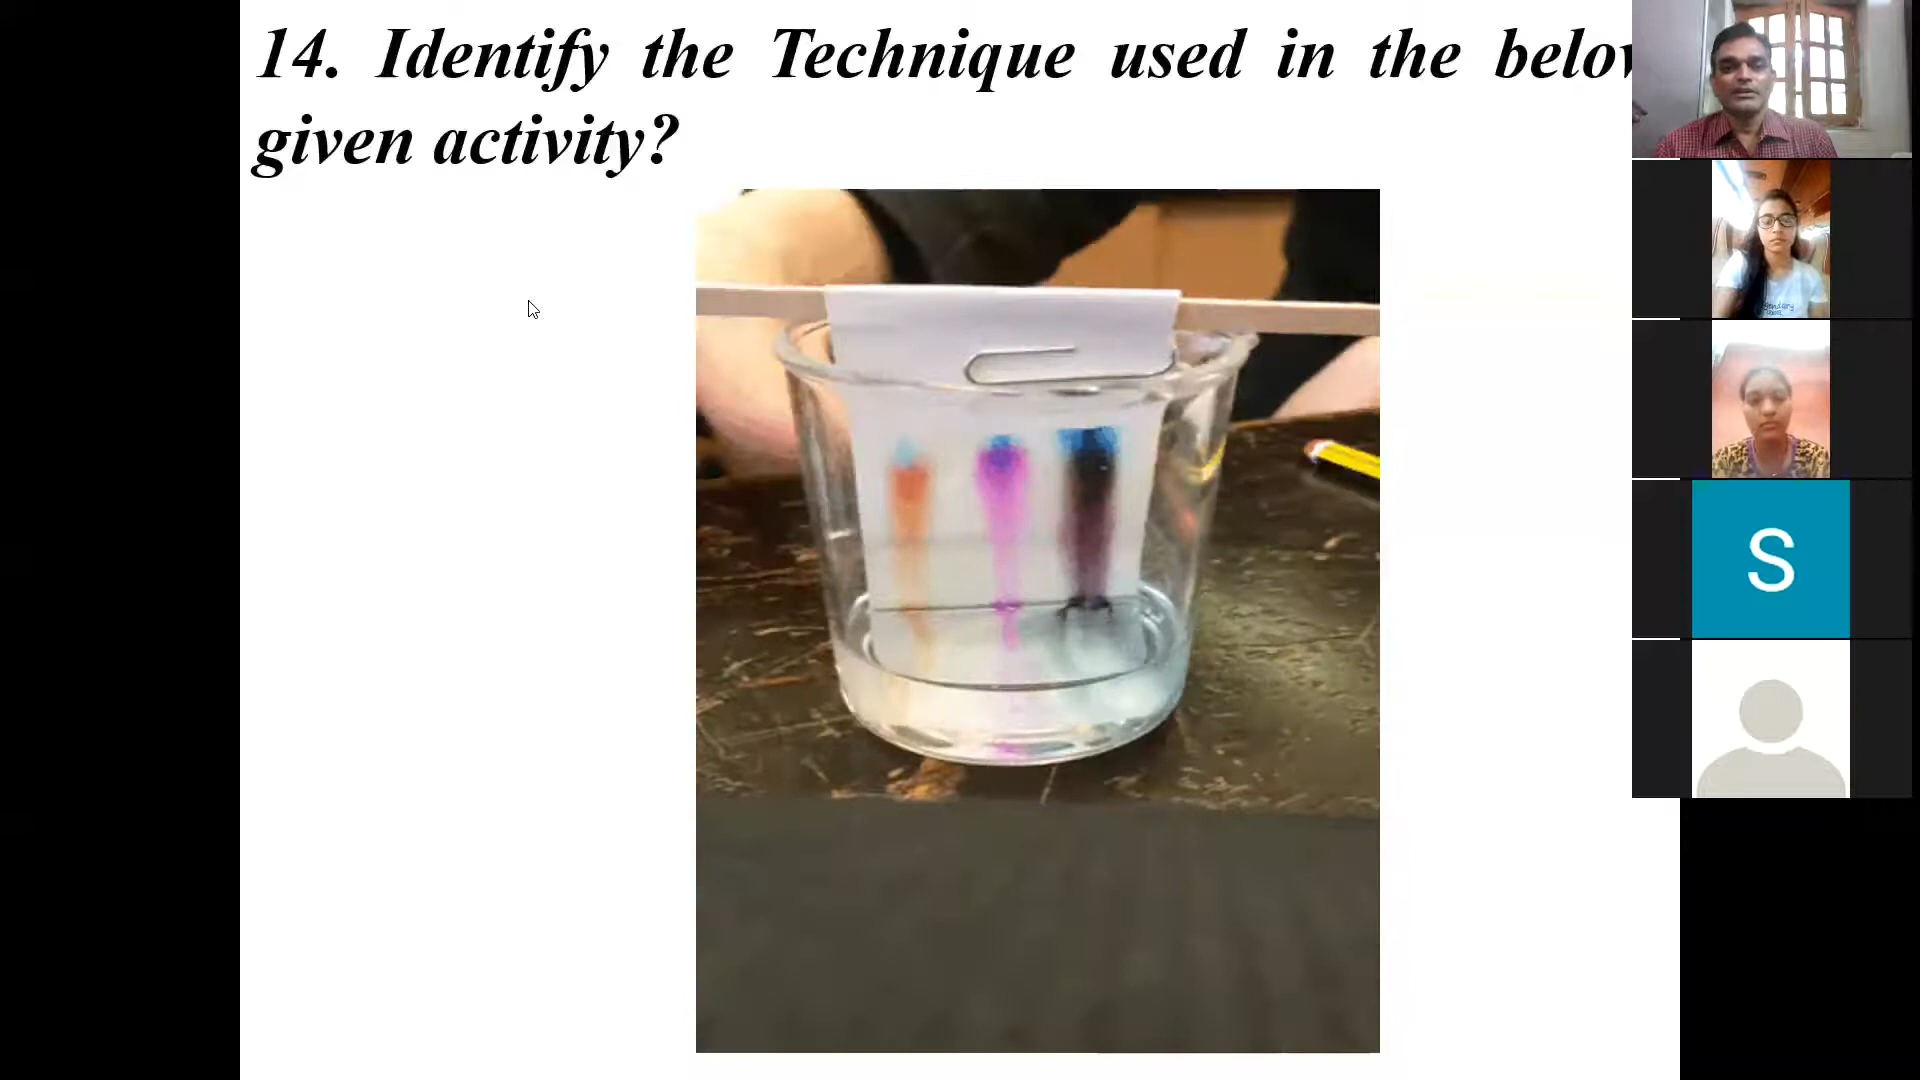 14. Identify the Technique used in the belo
given activity?
S